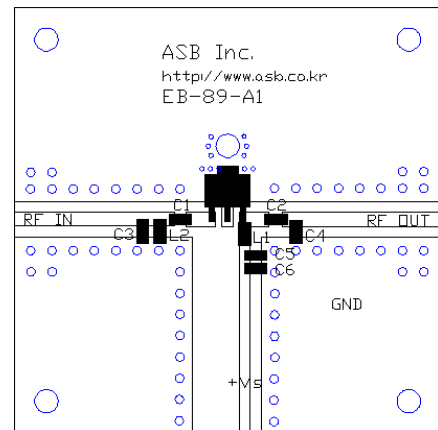 ASB Inc.
http://www.asb.co.kr
EB-89-A1
C1 C2
RF IN RF OUT
C3 L2 L1 C4
C5
C6
GND
+Vs